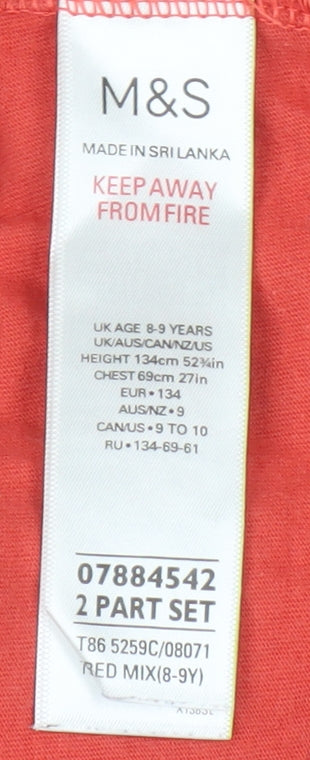 M&S
MADE IN SRI LANKA
KEEP AWAY
FROM FIRE
UK AGE 8-9 YEARS
UK/AUS/CAN/NZ/US
HEIGHT 134cm 52¾in
CHEST 69cm 27in
EUR•134
AUS/NZ•9
CAN/US•9 TO 10
RU•134-69-61
07884542
2 PART SET
T86 5259C/08071
RED MIX(8-9Y)